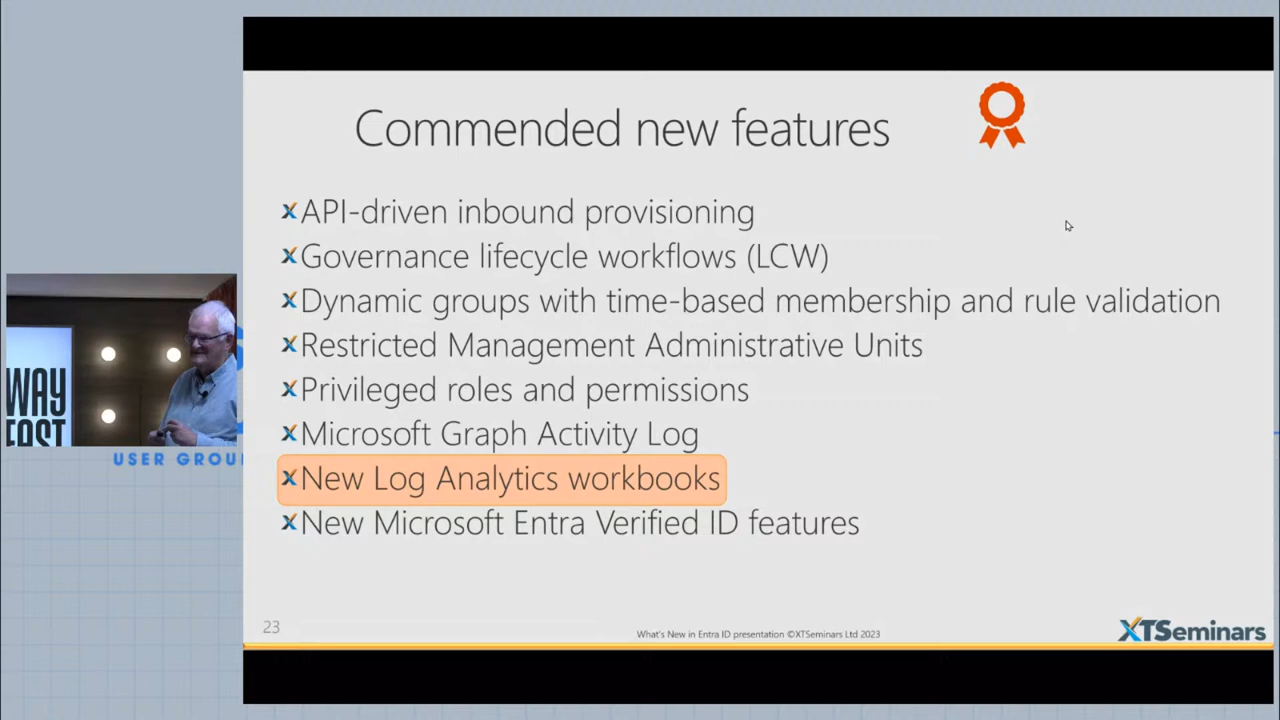 Commended new features
API-driven inbound provisioning
Governance lifecycle workflows (LCW)
Dynamic groups with time-based membership and rule validation
Restricted Management Administrative Units
Privileged roles and permissions
Microsoft Graph Activity Log
New Log Analytics workbooks
New Microsoft Entra Verified ID features
23
What's New in Entra ID presentation ©XTSeminars Ltd 2023
XTSeminars
WAY
FAST
USER GROU